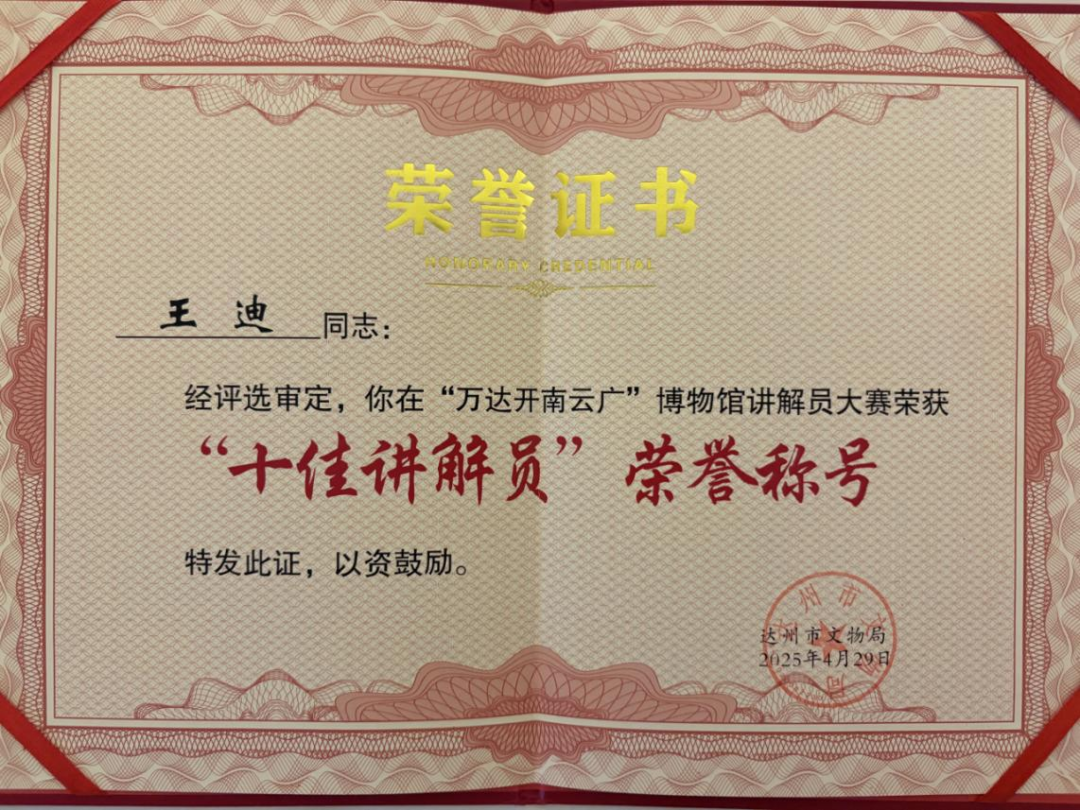 荣誉证书
HONORARY CREDENTIAL
王 迪 同志：
经评选审定，你在“万达开南云广”博物馆讲解员大赛荣获
“十佳讲解员”荣誉称号
特发此证，以资鼓励。
达州市文物局
2025年4月29日